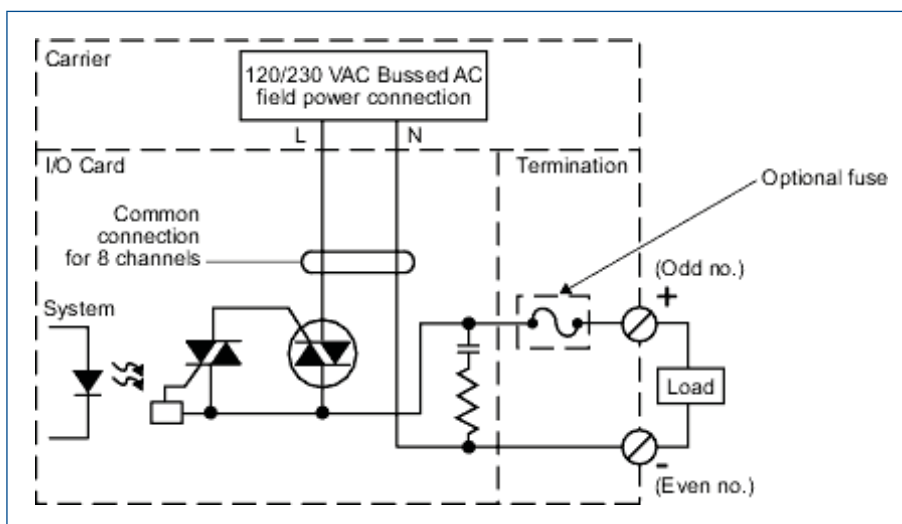 Carrier
120/230 VAC Bussed AC
field power connection
L
N
I/O Card
Termination
Optional fuse
Common
connection
for 8 channels
(Odd no.)
+
System
Load
-
(Even no.)